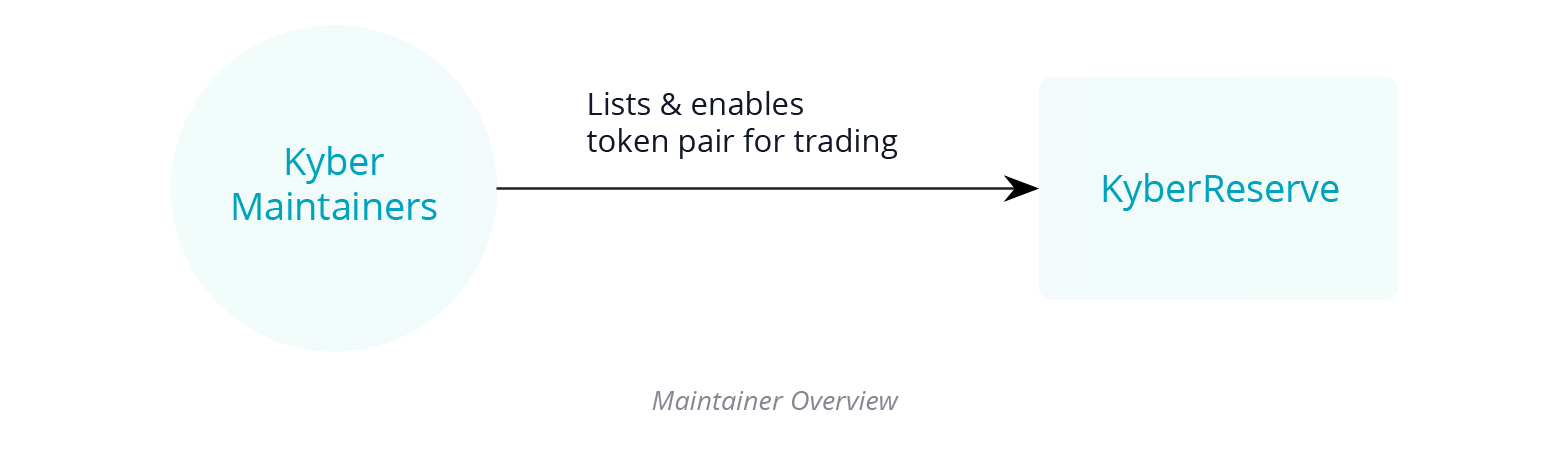 Kyber
Maintainers
Lists & enables
token pair for trading
KyberReserve
Maintainer Overview